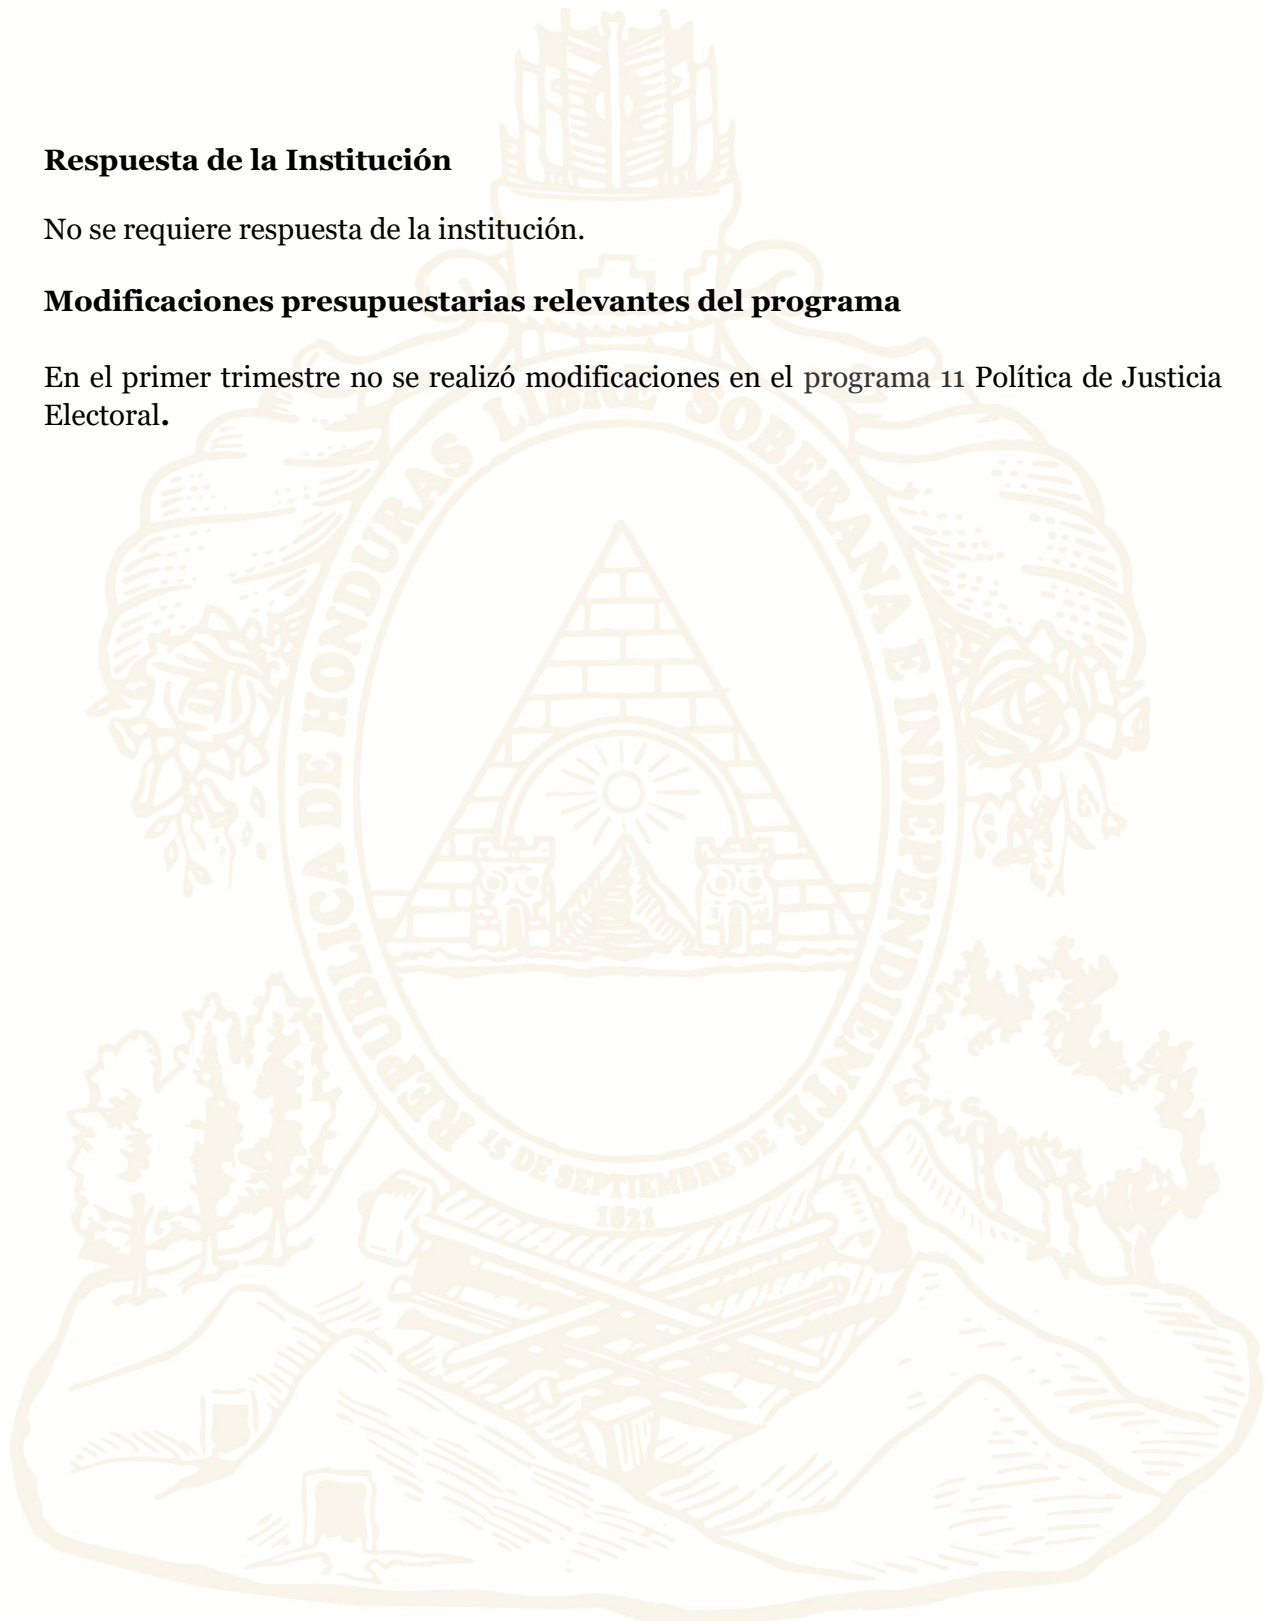 Respuesta de la Institución
No se requiere respuesta de la institución.
Modificaciones presupuestarias relevantes del programa
En el primer trimestre no se realizó modificaciones en el programa 11 Política de Justicia
Electoral.
REPUBLICA DE HONDURAS LIBRE SOBERANA E INDEPENDIENTE
15 DE SEPTIEMBRE DE
1821